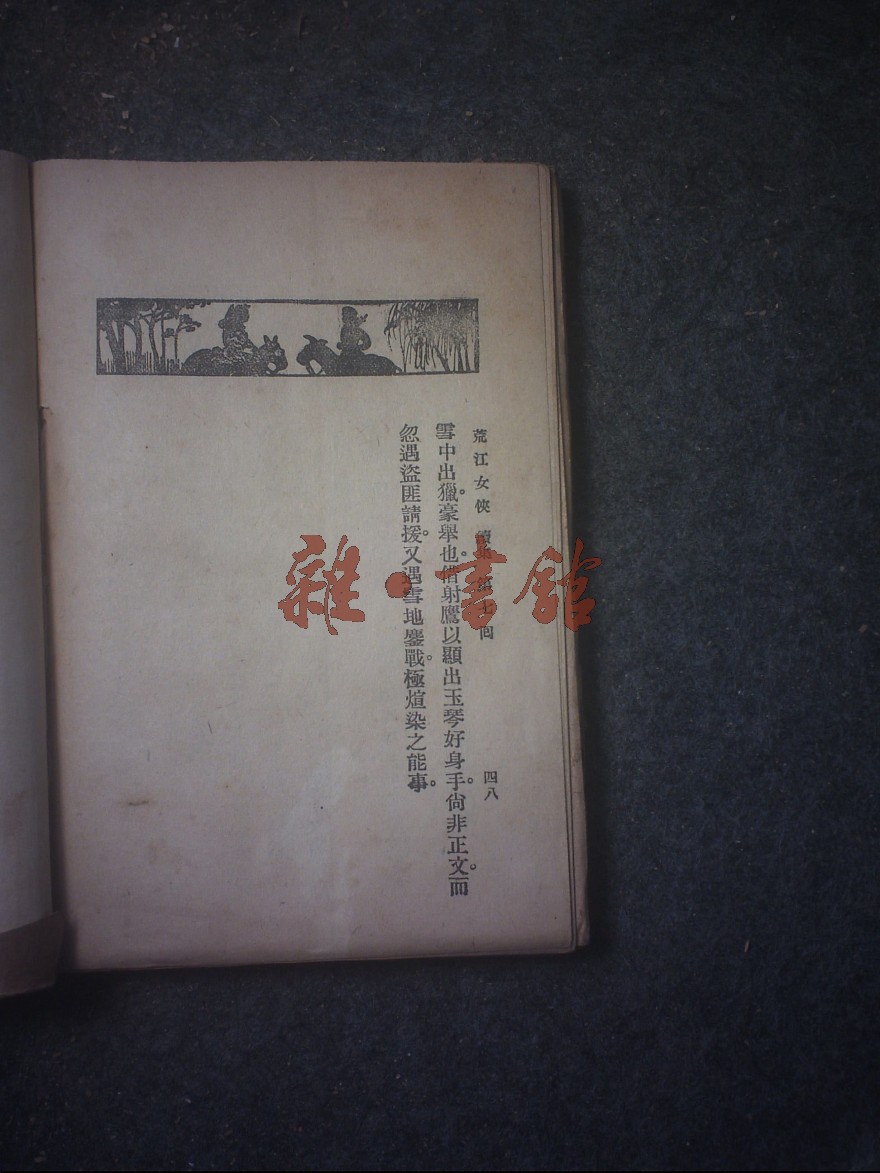 荒江女俠 續集 第十回 四八
雪中出獵。豪舉也。借射鷹以顯出玉琴好身手。尙非正文。而
忽遇盜匪請援。又遇雪地鏖戰。極煊染之能事。
雜·書館